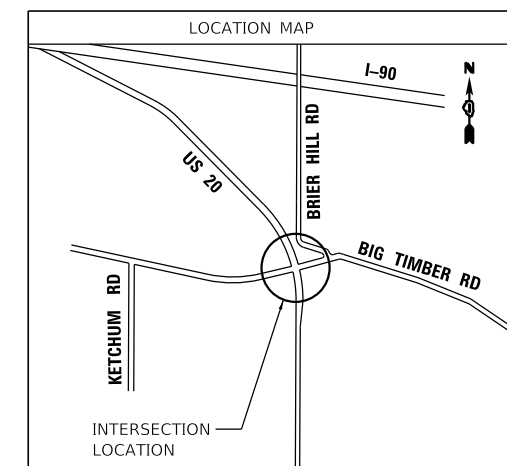 LOCATION MAP
I-90
N
BRIER HILL RD
US 20
BIG TIMBER RD
KETCHUM RD
INTERSECTION
LOCATION